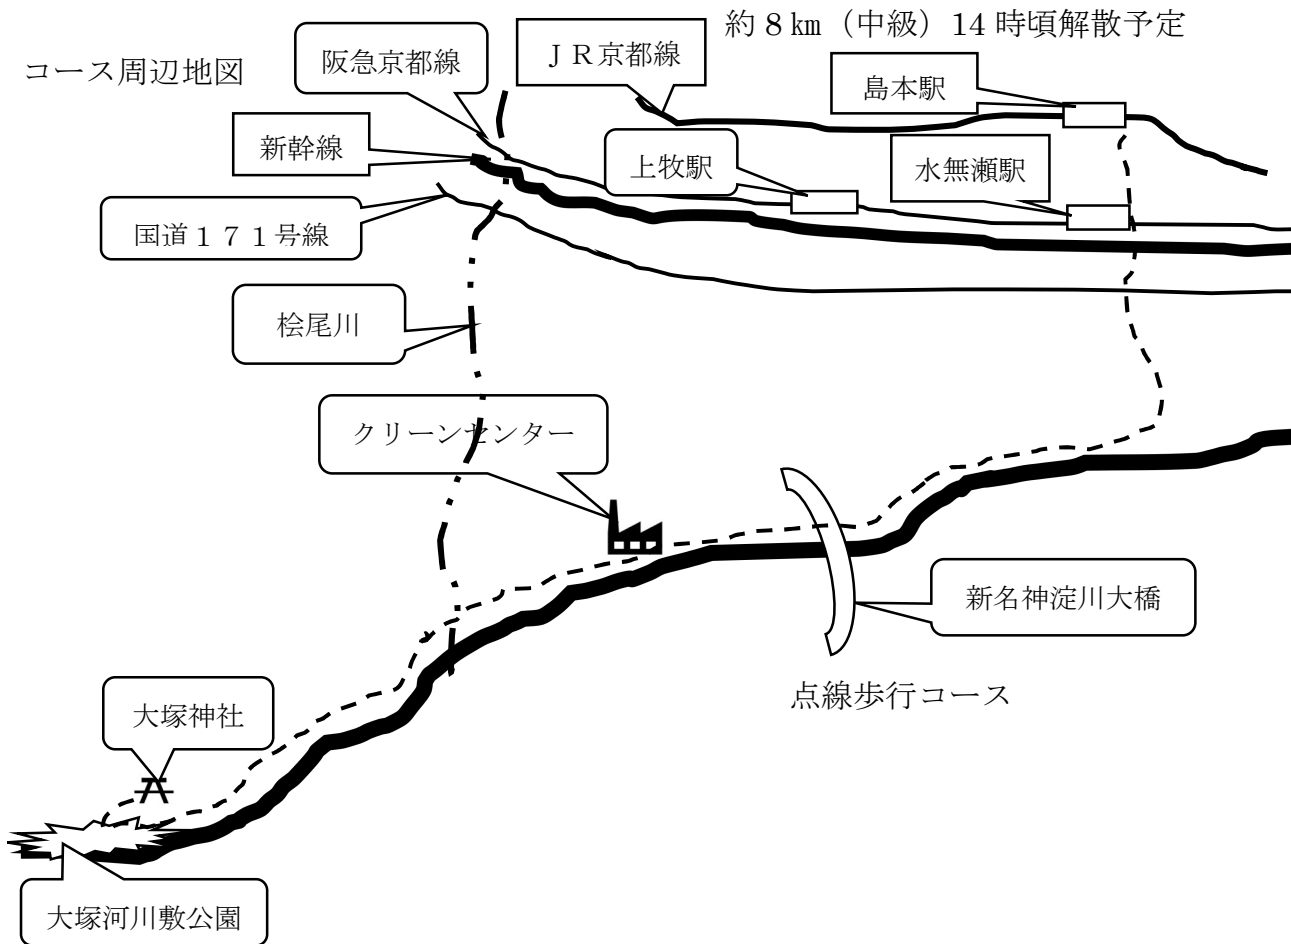 約８㎞（中級）14 時頃解散予定
コース周辺地図
阪急京都線
ＪＲ京都線
島本駅
新幹線
上牧駅
水無瀬駅
国道１７１号線
桧尾川
クリーンセンター
新名神淀川大橋
点線歩行コース
大塚神社
大塚河川敷公園